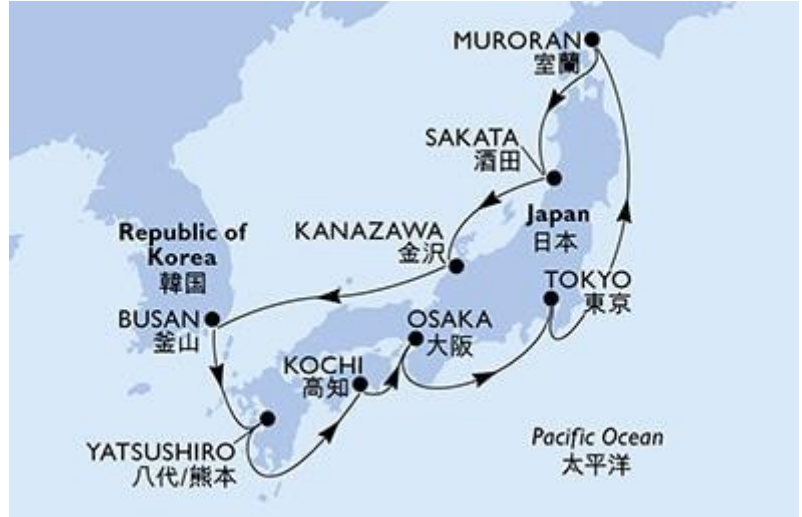 MURORAN
室蘭
SAKATA
酒田
Japan
日本
KANAZAWA
金沢
Republic of
Korea
韓国
TOKYO
東京
BUSAN
釜山
OSAKA
大阪
KOCHI
高知
YATSUSHIRO
八代/熊本
Pacific Ocean
太平洋